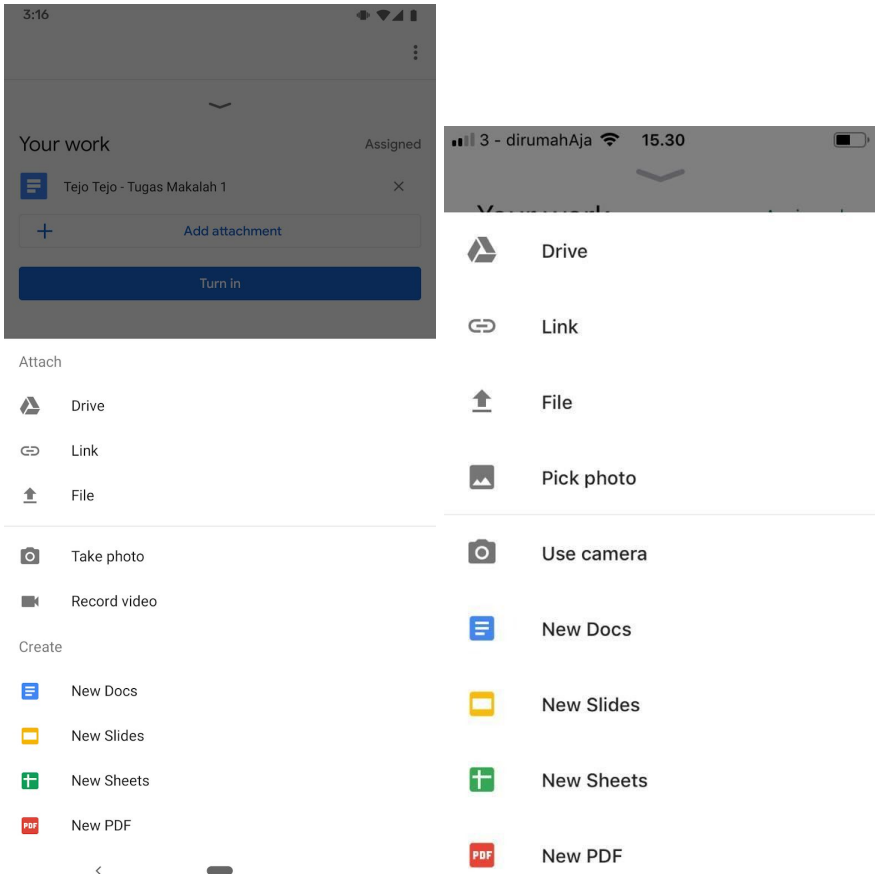 3:16
Your work
Assigned
Tejo Tejo - Tugas Makalah 1
Add attachment
Turn in
Attach
Drive
Link
File
Take photo
Record video
Create
New Docs
New Slides
New Sheets
PDF New PDF
3 - dirumahAja
15.30
Your work
Drive
Link
File
Pick photo
Use camera
New Docs
New Slides
New Sheets
PDF New PDF